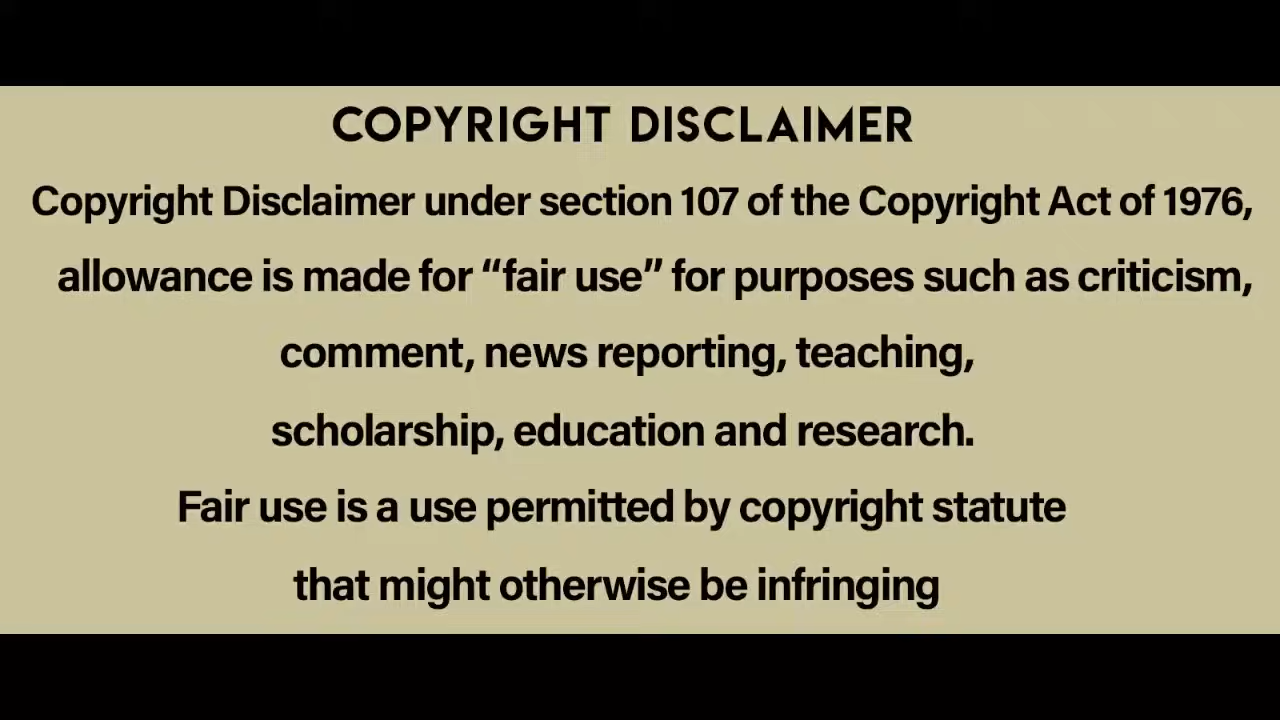 COPYRIGHT DISCLAIMER
Copyright Disclaimer under section 107 of the Copyright Act of 1976,
allowance is made for “fair use” for purposes such as criticism,
comment, news reporting, teaching,
scholarship, education and research.
Fair use is a use permitted by copyright statute
that might otherwise be infringing